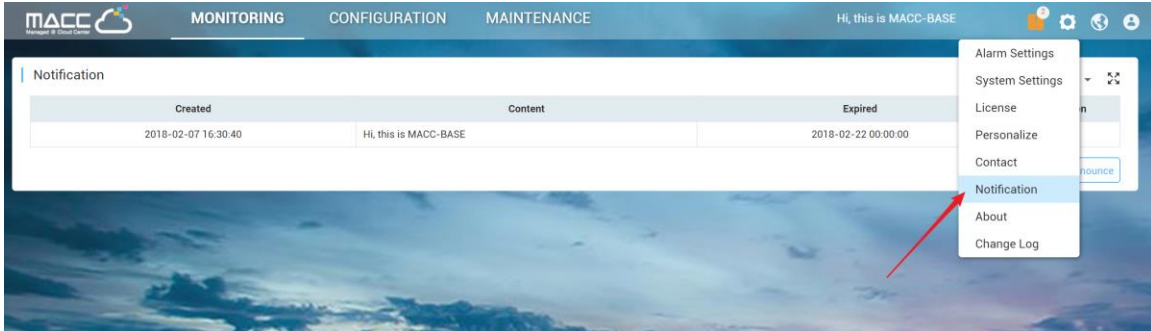 MACC
Managed @ Cloud Center
MONITORING CONFIGURATION MAINTENANCE Hi, this is MACC-BASE 2
Notification
Created Content Expired n
2018-02-07 16:30:40 Hi, this is MACC-BASE 2018-02-22 00:00:00
nounce
Alarm Settings
System Settings
License
Personalize
Contact
Notification
About
Change Log